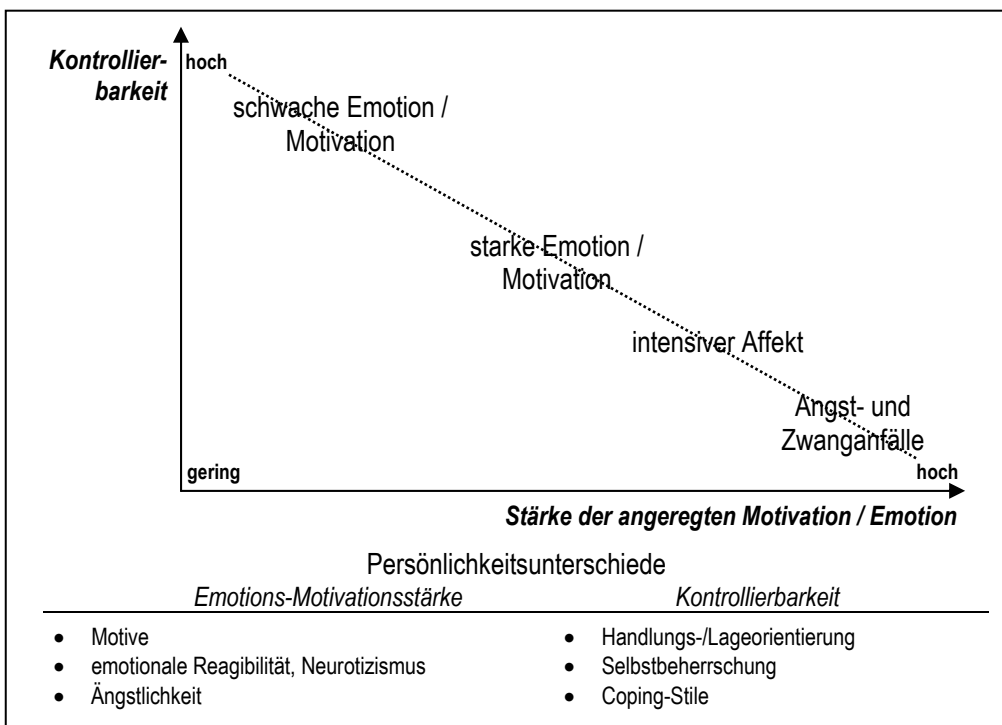 Kontrollier-
barkeit
hoch
schwache Emotion /
Motivation
starke Emotion /
Motivation
intensiver Affekt
Angst- und
Zwanganfälle
gering
hoch
Stärke der angeregten Motivation / Emotion
Persönlichkeitsunterschiede
Emotions-Motivationsstärke
Kontrollierbarkeit
• Motive
• emotionale Reagibilität, Neurotizismus
• Ängstlichkeit
• Handlungs-/Lageorientierung
• Selbstbeherrschung
• Coping-Stile